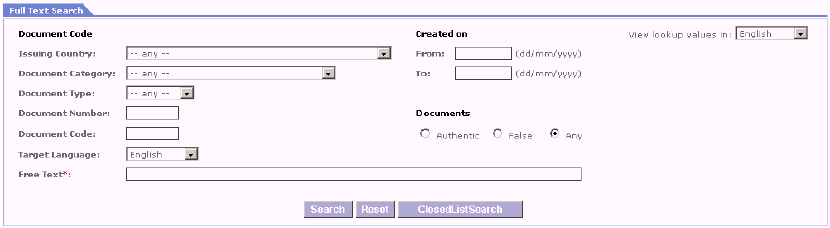 Full Text Search
Document Code
Created on
View lookup values in: English
Issuing Country: -- any --
From: (dd/mm/yyyy)
Document Category: -- any --
To: (dd/mm/yyyy)
Document Type: -- any --
Document Number:
Documents
Document Code:
Authentic False Any
Target Language: English
Free Text*:
Search Reset ClosedListSearch